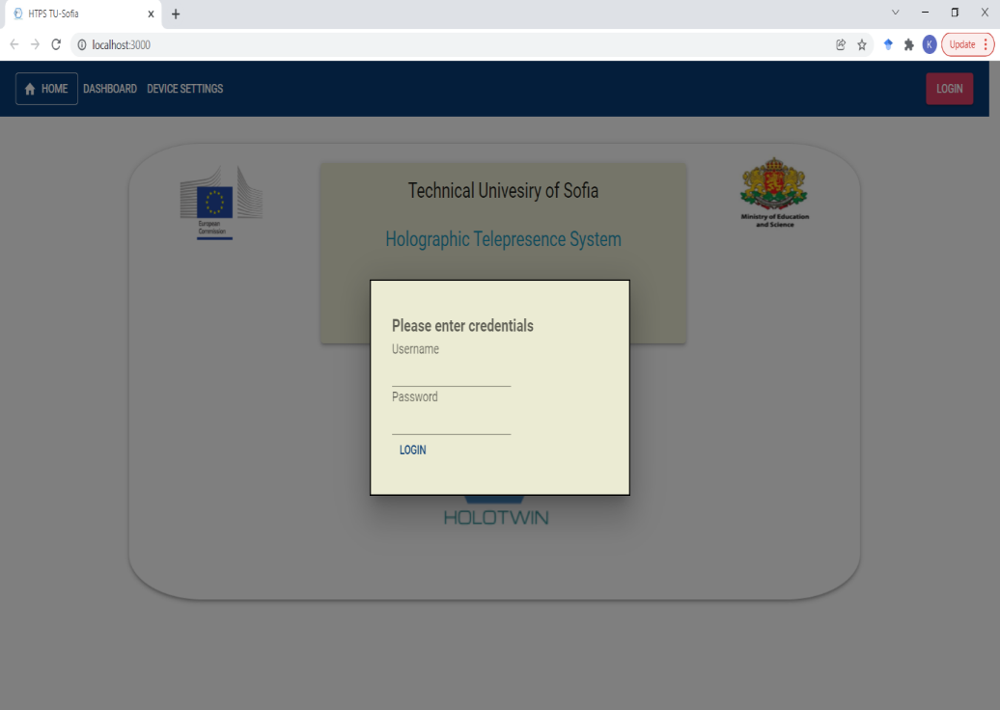 HTPS TU-Sofia
localhost:3000
K
Update
HOME DASHBOARD DEVICE SETTINGS LOGIN
European
Commission
Technical Univesiry of Sofia
Holographic Telepresence System
Ministry of Education
and Science
Please enter credentials
Username
Password
LOGIN
HOLOTWIN